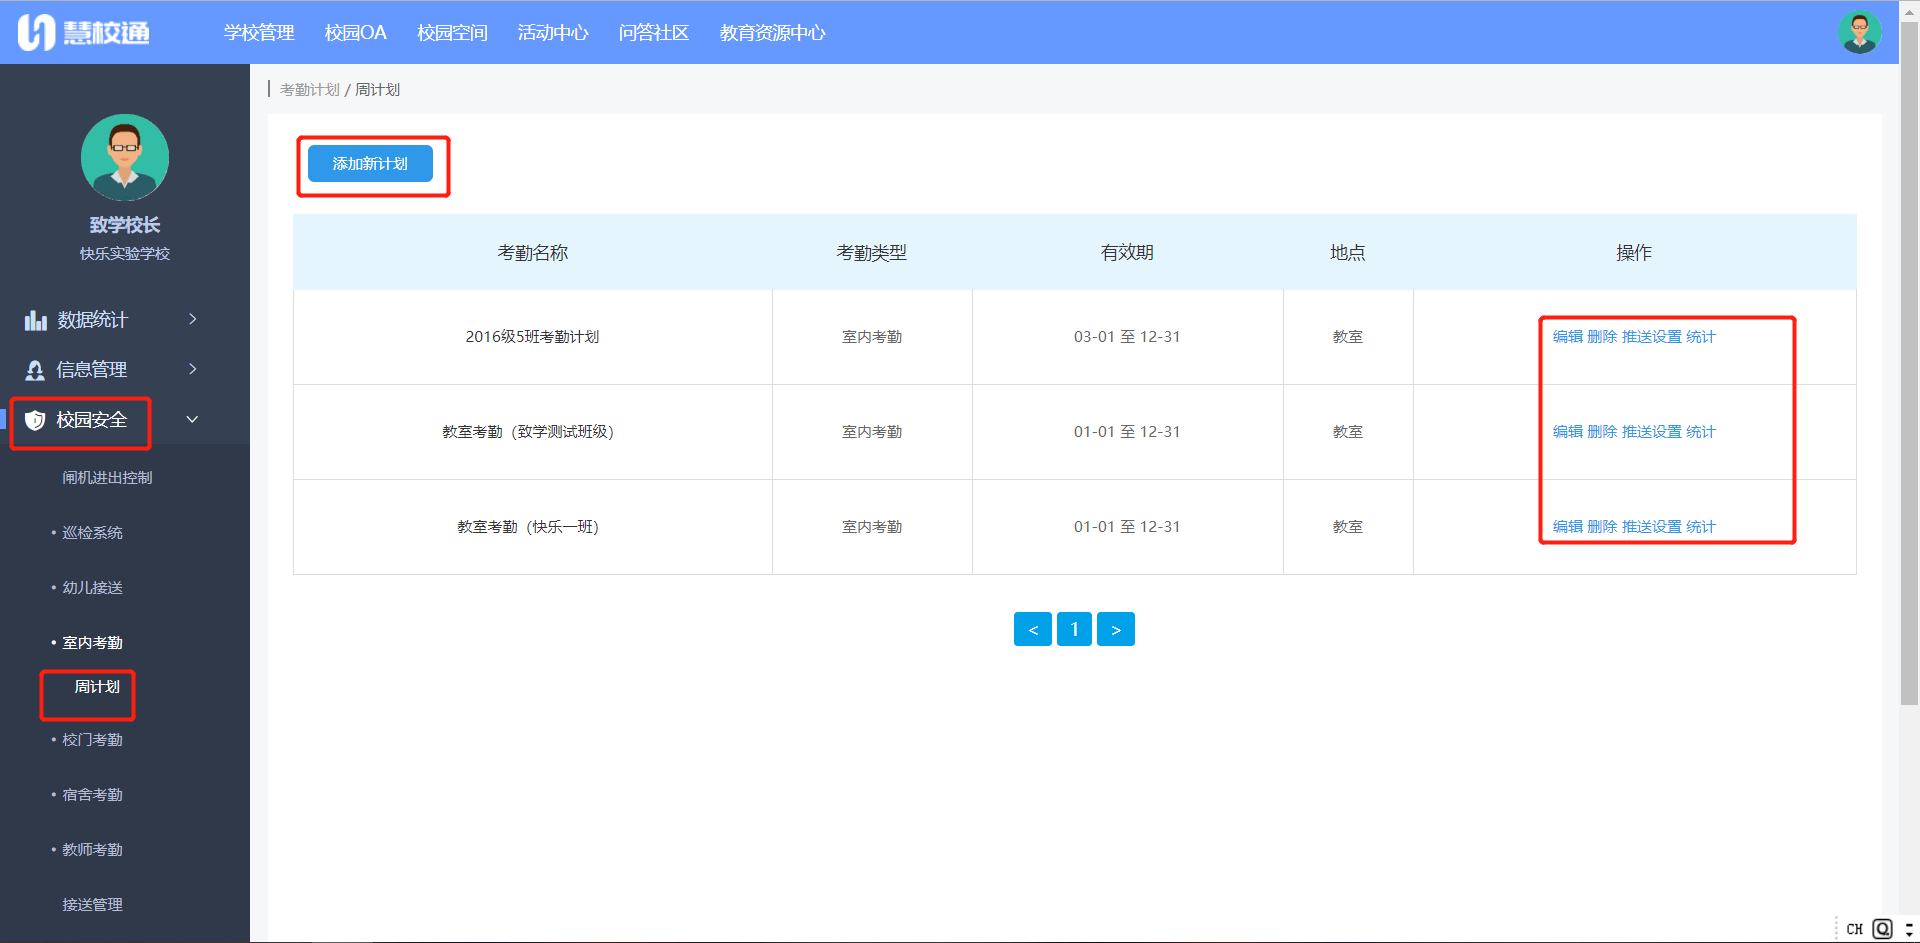 慧校通 学校管理 校园OA 校园空间 活动中心 问答社区 教育资源中心
考勤计划 / 周计划
添加新计划
致学校长
快乐实验学校
数据统计
信息管理
校园安全
闸机进出控制
• 巡检系统
• 幼儿接送
• 室内考勤
周计划
• 校门考勤
• 宿舍考勤
• 教师考勤
接送管理
考勤名称 考勤类型 有效期 地点 操作
2016级5班考勤计划 室内考勤 03-01 至 12-31 教室 编辑 删除 推送设置 统计
教室考勤（致学测试班级） 室内考勤 01-01 至 12-31 教室 编辑 删除 推送设置 统计
教室考勤（快乐一班） 室内考勤 01-01 至 12-31 教室 编辑 删除 推送设置 统计
< 1 >
CH